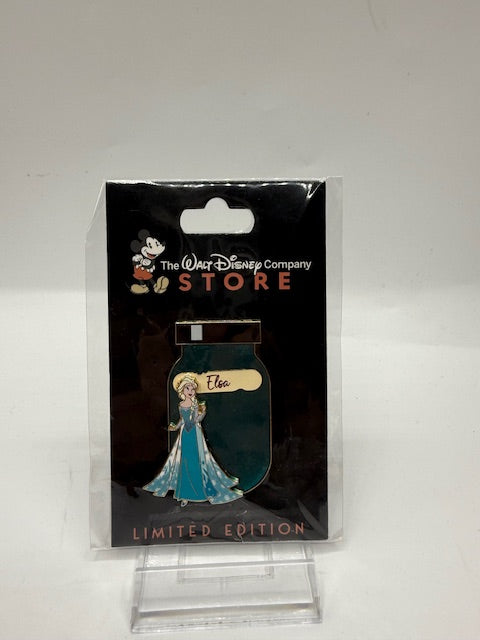 The WALT DISNEY Company
STORE
Elsa
LIMITED EDITION